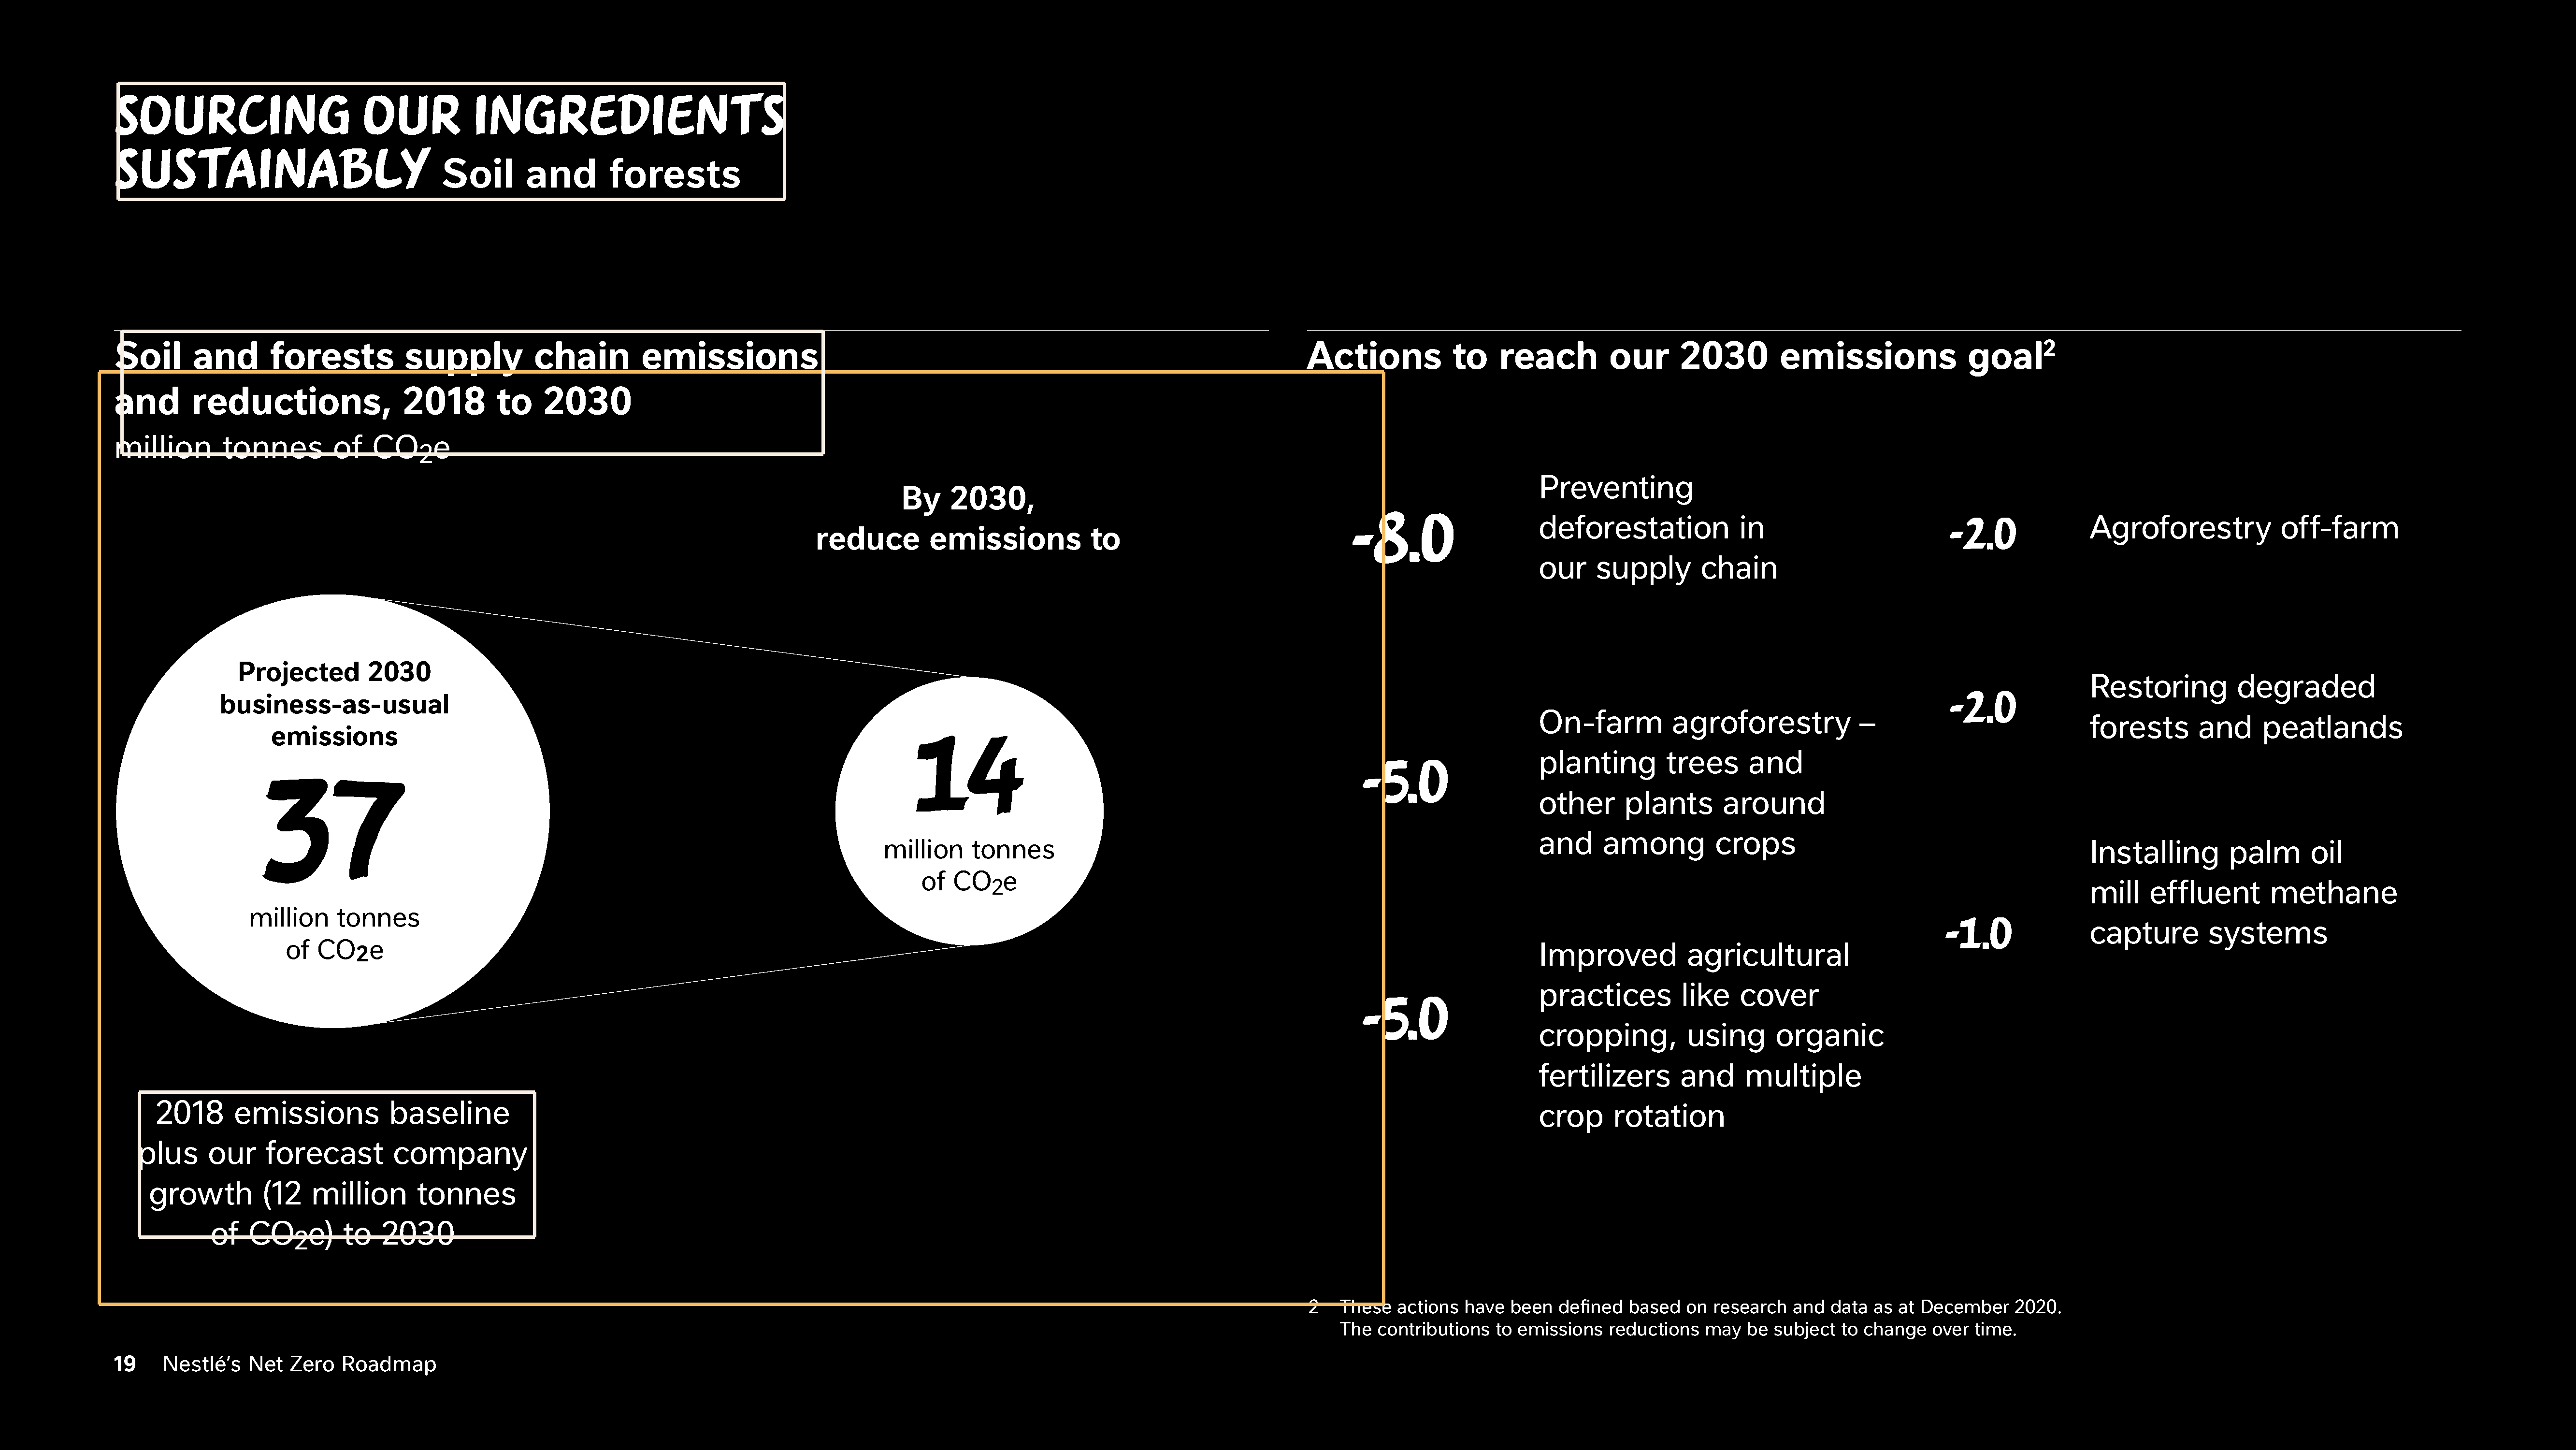 SOURCING OUR INGREDIENTS
SUSTAINABLY Soil and forests
Soil and forests supply chain emissions
and reductions, 2018 to 2030
million tonnes of CO2e
By 2030,
reduce emissions to
Projected 2030
business-as-usual
emissions
37
million tonnes
of CO2e
14
million tonnes
of CO2e
2018 emissions baseline
plus our forecast company
growth (12 million tonnes
of CO2e) to 2030
Actions to reach our 2030 emissions goal²
-8.0
Preventing
deforestation in
our supply chain
-5.0
On-farm agroforestry –
planting trees and
other plants around
and among crops
-5.0
Improved agricultural
practices like cover
cropping, using organic
fertilizers and multiple
crop rotation
-2.0
Agroforestry off-farm
-2.0
Restoring degraded
forests and peatlands
-1.0
Installing palm oil
mill effluent methane
capture systems
2 These actions have been defined based on research and data as at December 2020.
The contributions to emissions reductions may be subject to change over time.
19 Nestlé’s Net Zero Roadmap